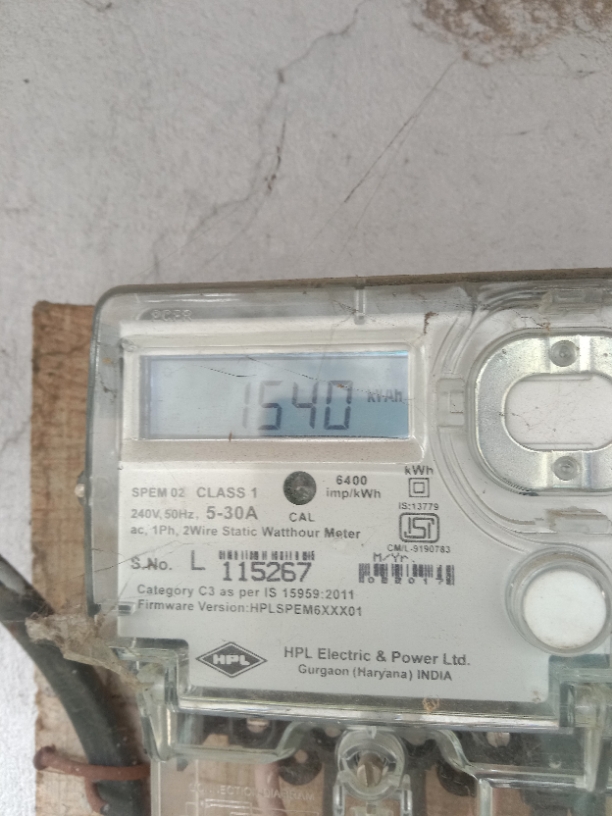 1540 kVAH
SPEM 02 CLASS 1
6400
imp/kWh
kWh
240V, 50Hz, 5-30A
CAL
IS:13779
ac, 1Ph, 2Wire Static Watthour Meter
CM/L-9190783
S.No. L 115267
M/Yr.
022017
Category C3 as per IS 15959:2011
Firmware Version:HPLSPEM6XXX01
HPL
HPL Electric & Power Ltd.
Gurgaon (Haryana) INDIA